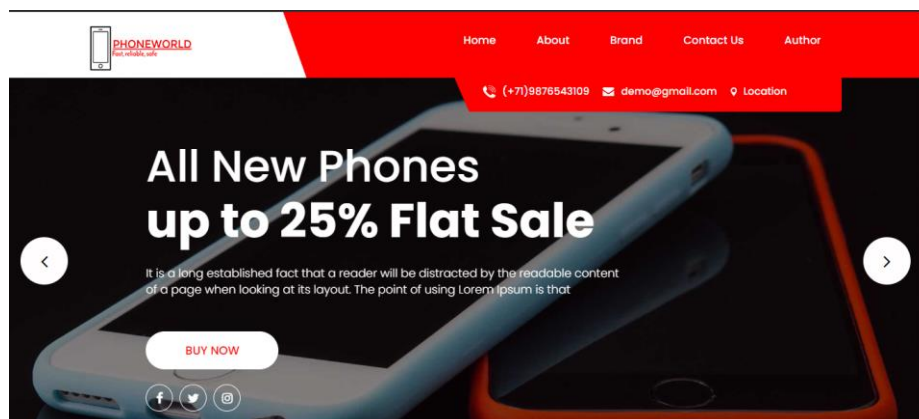 PHONEWORLD
Fast, reliable, safe
Home About Brand Contact Us Author
(+71)9876543109 demo@gmail.com Location
All New Phones
up to 25% Flat Sale
It is a long established fact that a reader will be distracted by the readable content
of a page when looking at its layout. The point of using Lorem Ipsum is that
BUY NOW